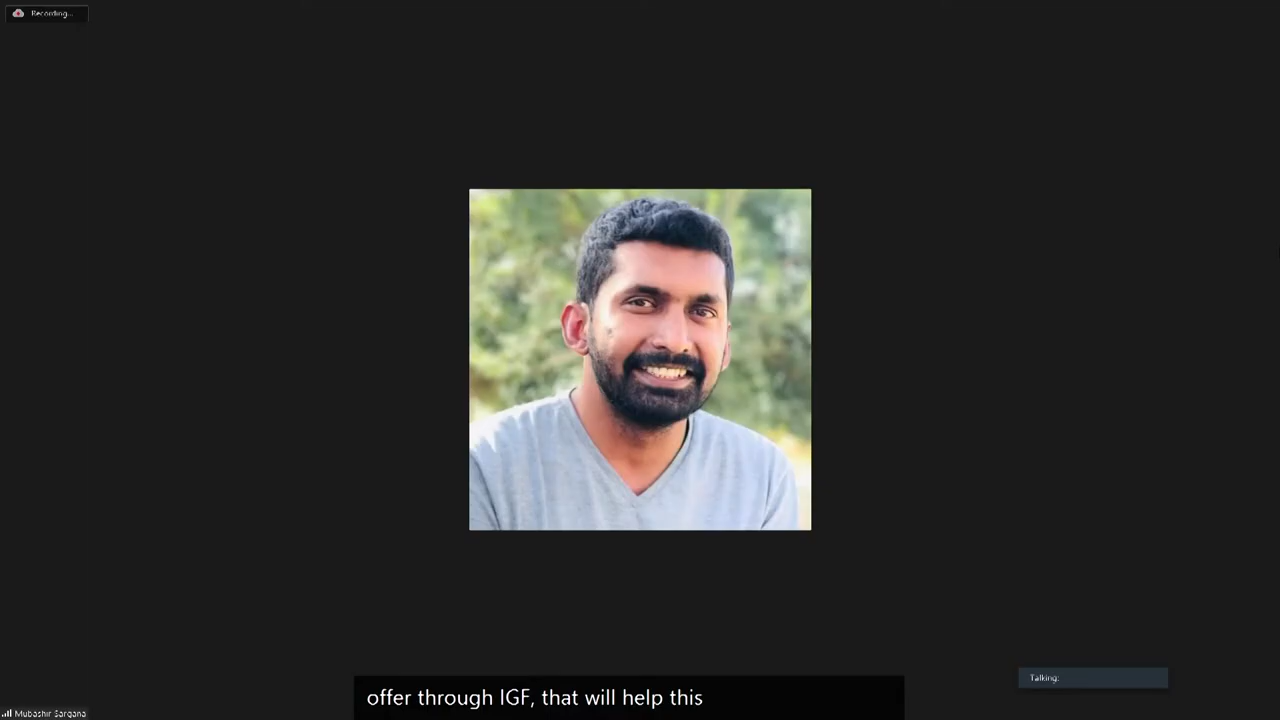 Recording...
offer through IGF, that will help this
Talking:
Mubashir Sargana